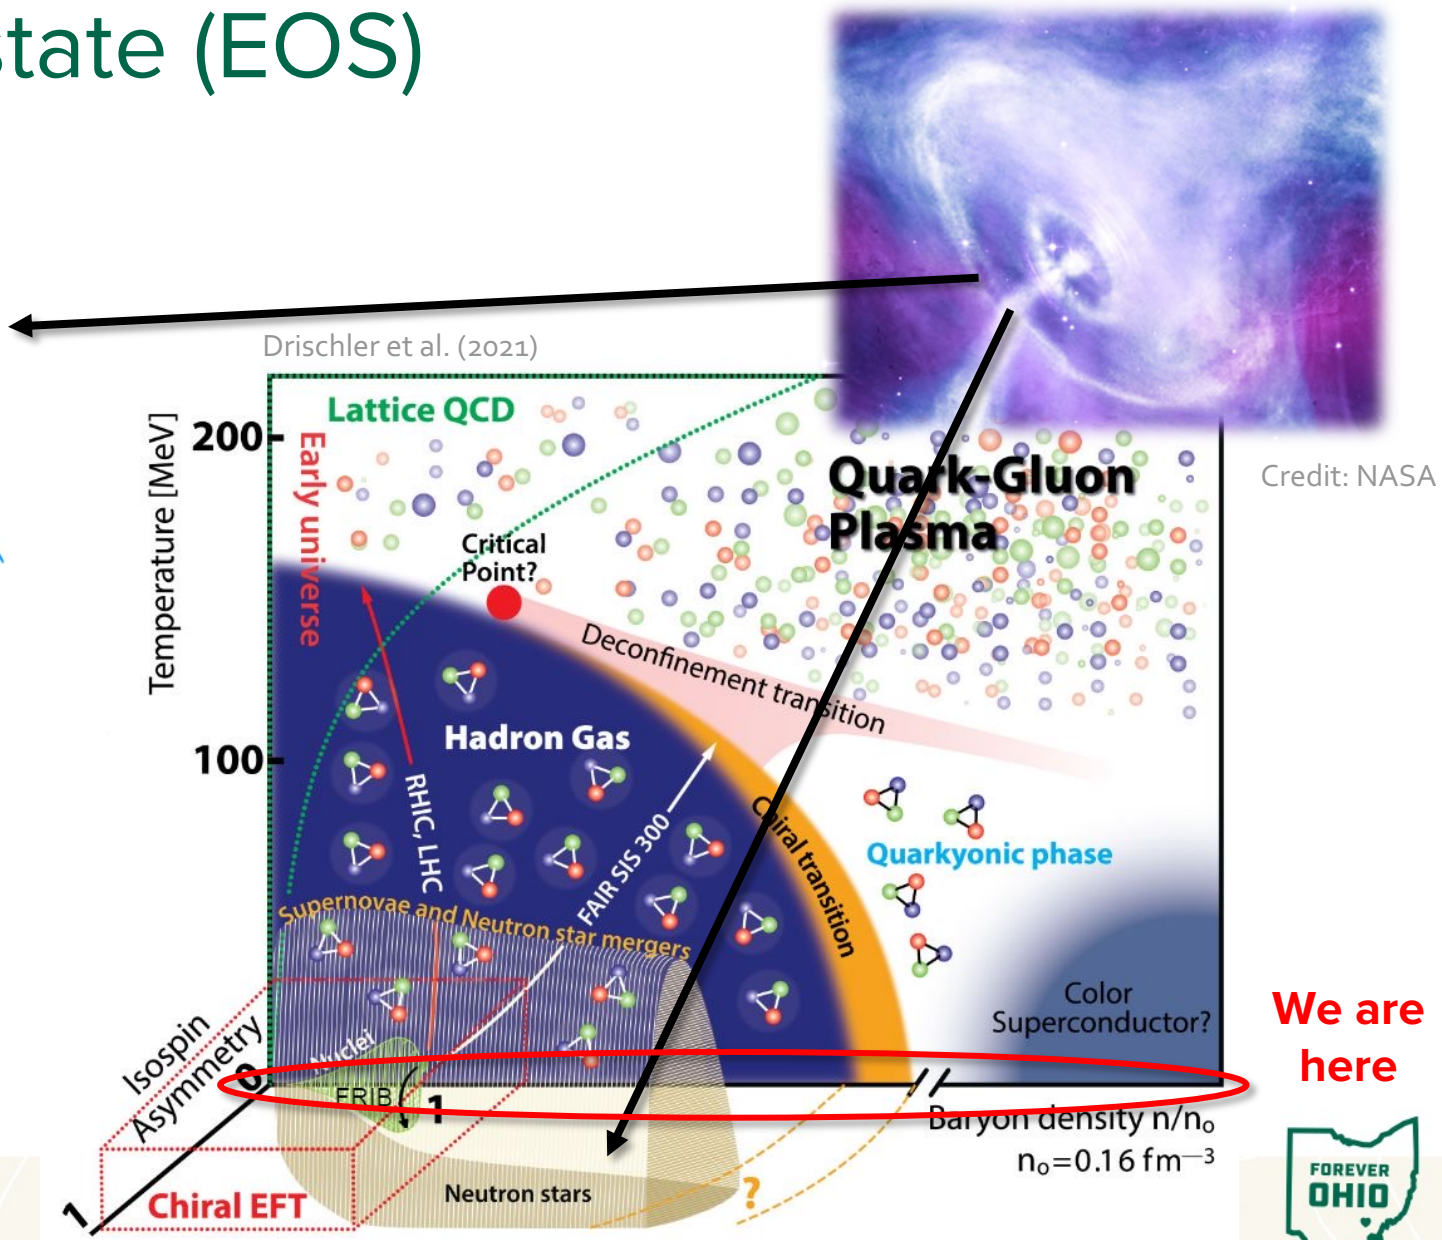 state (EOS)
Drischler et al. (2021)
Credit: NASA
Lattice QCD
Temperature [MeV]
200
100
0
Early universe
Quark-Gluon
Plasma
Critical
Point?
Deconfinement transition
Hadron Gas
RHIC, LHC
FAIR SIS 300
Chiral transition
Quarkyonic phase
Supernovae and Neutron star mergers
Color
Superconductor?
We are
here
Isospin
Asymmetry
Nuclei
FRIB
1
Baryon density n/no
no=0.16 fm—3
Neutron stars
?
Chiral EFT
1
FOREVER
OHIO